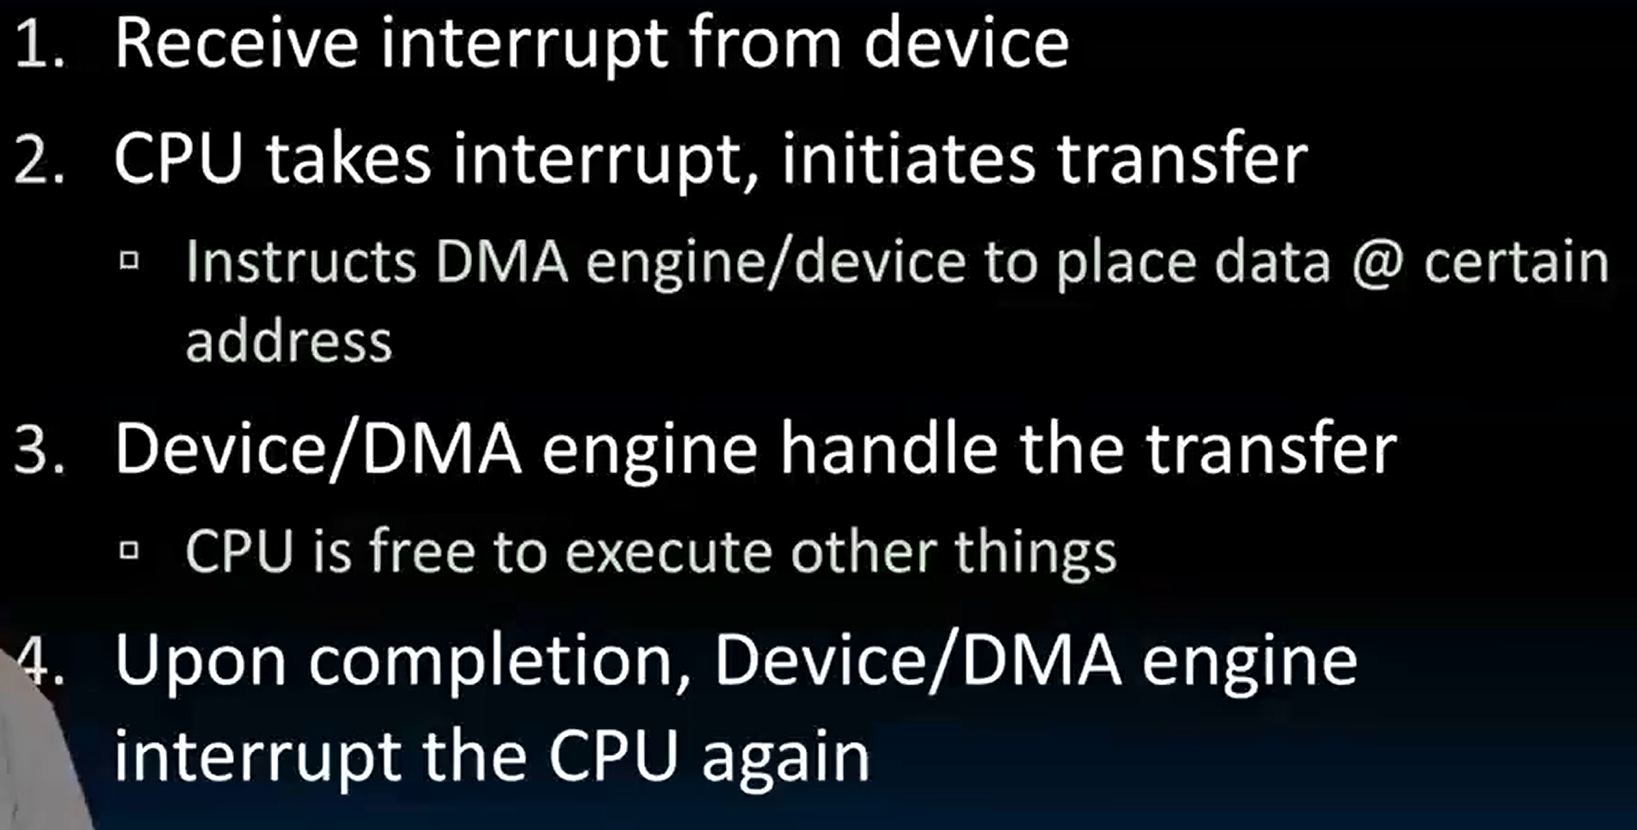 1. Receive interrupt from device
2. CPU takes interrupt, initiates transfer
▫ Instructs DMA engine/device to place data @ certain
address
3. Device/DMA engine handle the transfer
▫ CPU is free to execute other things
4. Upon completion, Device/DMA engine
interrupt the CPU again